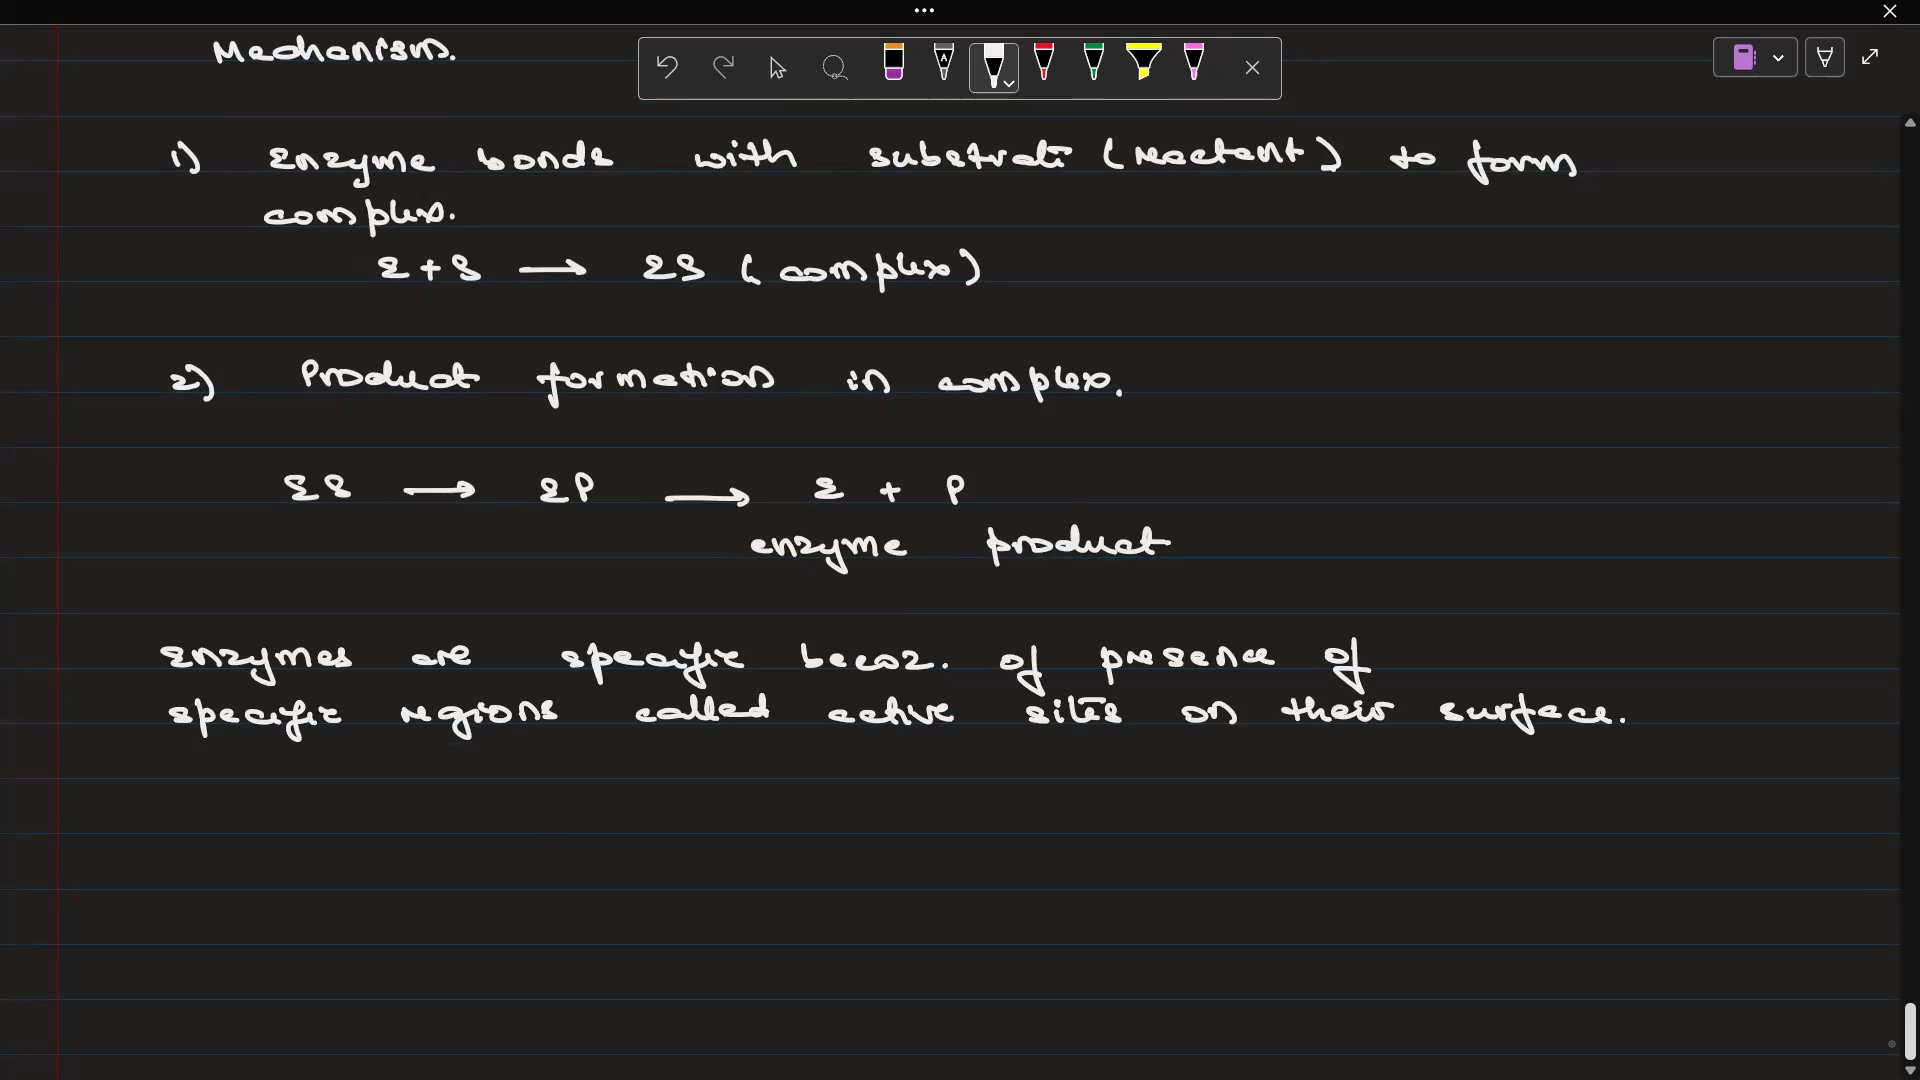 Mechanism.
1) Enzyme bonds with substrate (reactant) to form
complex.
E + S → ES (complex)
2) Product formation in complex.
ES → EP → E + P
enzyme product
Enzymes are specific becoz. of presence of
specific regions called active sites on their surface.